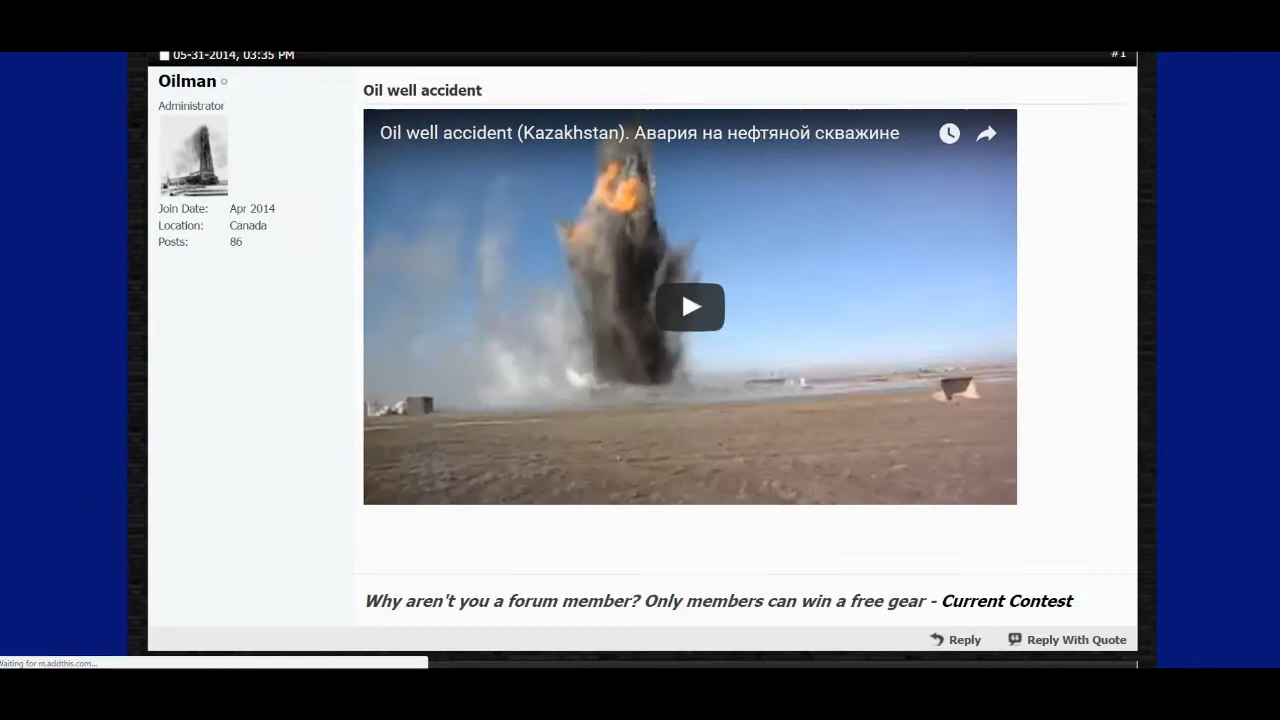 05-31-2014, 03:35 PM
#1
Oilman
Administrator
Join Date: Apr 2014
Location: Canada
Posts: 86
Oil well accident
Oil well accident (Kazakhstan). Авария на нефтяной скважине
Why aren't you a forum member? Only members can win a free gear - Current Contest
Reply Reply With Quote
Waiting for m.addthis.com...